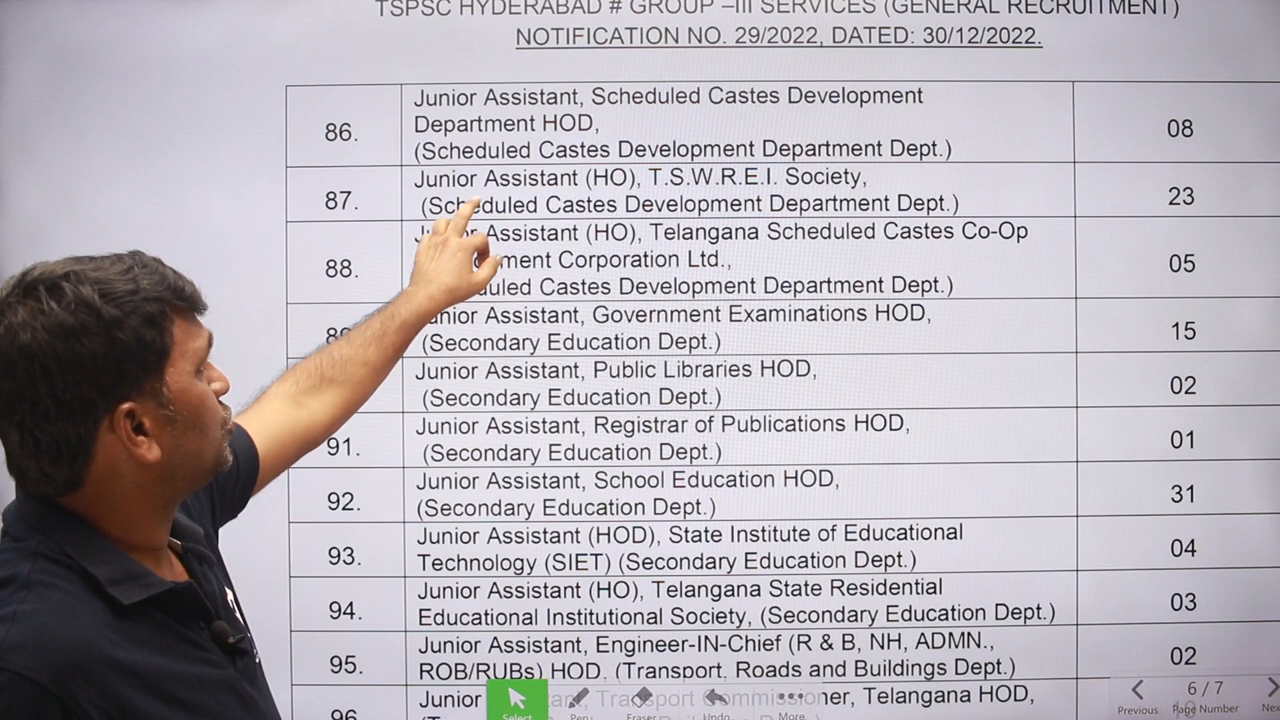 TSPSC HYDERABAD # GROUP –III SERVICES (GENERAL RECRUITMENT)
NOTIFICATION NO. 29/2022, DATED: 30/12/2022.
86.
Junior Assistant, Scheduled Castes Development
Department HOD,
(Scheduled Castes Development Department Dept.)
08
87.
Junior Assistant (HO), T.S.W.R.E.I. Society,
(Scheduled Castes Development Department Dept.)
23
88.
Assistant (HO), Telangana Scheduled Castes Co-Op
Corporation Ltd.,
Castes Development Department Dept.)
05
Junior Assistant, Government Examinations HOD,
(Secondary Education Dept.)
15
Junior Assistant, Public Libraries HOD,
(Secondary Education Dept.)
02
91.
Junior Assistant, Registrar of Publications HOD,
(Secondary Education Dept.)
01
92.
Junior Assistant, School Education HOD,
(Secondary Education Dept.)
31
93.
Junior Assistant (HOD), State Institute of Educational
Technology (SIET) (Secondary Education Dept.)
04
94.
Junior Assistant (HO), Telangana State Residential
Educational Institutional Society, (Secondary Education Dept.)
03
95.
Junior Assistant, Engineer-IN-Chief (R & B, NH, ADMN.,
ROB/RUBs) HOD, (Transport, Roads and Buildings Dept.)
02
96.
Junior Transport Commissioner, Telangana HOD,
Select
Pen
Eraser
Undo
More
Previous
6 / 7
Page Number